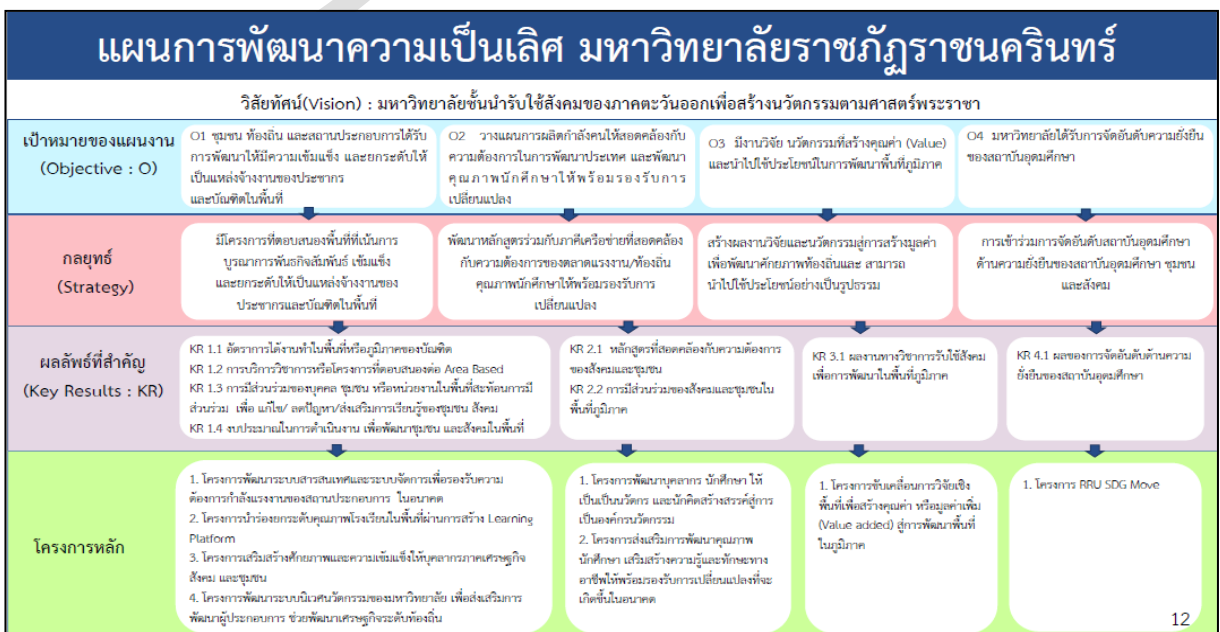 แผนการพัฒนาความเป็นเลิศ มหาวิทยาลัยราชภัฏราชนครินทร์
วิสัยทัศน์(Vision) : มหาวิทยาลัยชั้นนำรับใช้สังคมของภาคตะวันออกเพื่อสร้างนวัตกรรมตามศาสตร์พระราชา
เป้าหมายของแผนงาน
(Objective : O)
O1 ชุมชน ท้องถิ่น และสถานประกอบการได้รับ
การพัฒนาให้มีความเข้มแข็ง และยกระดับให้
เป็นแหล่งจ้างงานของประชากร
และบัณฑิตในพื้นที่
O2 วางแผนการผลิตกำลังคนให้สอดคล้องกับ
ความต้องการในการพัฒนาประเทศ และพัฒนา
คุณภาพนักศึกษาให้พร้อมรองรับการ
เปลี่ยนแปลง
O3 มีงานวิจัย นวัตกรรมที่สร้างคุณค่า (Value)
และนำไปใช้ประโยชน์ในการพัฒนาพื้นที่ภูมิภาค
O4 มหาวิทยาลัยได้รับการจัดอันดับความยั่งยืน
ของสถาบันอุดมศึกษา
กลยุทธ์
(Strategy)
มีโครงการที่ตอบสนองพื้นที่ที่เน้นการ
บูรณาการพันธกิจสัมพันธ์ เข้มแข็ง
และยกระดับให้เป็นแหล่งจ้างงานของ
ประชากรและบัณฑิตในพื้นที่
พัฒนาหลักสูตรร่วมกับภาคีเครือข่ายที่สอดคล้อง
กับความต้องการของตลาดแรงงาน/ท้องถิ่น
คุณภาพนักศึกษาให้พร้อมรองรับการ
เปลี่ยนแปลง
สร้างผลงานวิจัยและนวัตกรรมสู่การสร้างมูลค่า
เพื่อพัฒนาศักยภาพท้องถิ่นและ สามารถ
นำไปใช้ประโยชน์อย่างเป็นรูปธรรม
การเข้าร่วมการจัดอันดับสถาบันอุดมศึกษา
ด้านความยั่งยืนของสถาบันอุดมศึกษา ชุมชน
และสังคม
ผลลัพธ์ที่สำคัญ
(Key Results : KR)
KR 1.1 อัตราการได้งานทำในพื้นที่หรือภูมิภาคของบัณฑิต
KR 1.2 การบริการวิชาการหรือโครงการที่ตอบสนองต่อ Area Based
KR 1.3 การมีส่วนร่วมของบุคคล ชุมชน หรือหน่วยงานในพื้นที่สะท้อนการมี
ส่วนร่วม เพื่อ แก้ไข/ ลดปัญหา/ส่งเสริมการเรียนรู้ของชุมชน สังคม
KR 1.4 งบประมาณในการดำเนินงาน เพื่อพัฒนาชุมชน และสังคมในพื้นที่
KR 2.1 หลักสูตรที่สอดคล้องกับความต้องการ
ของสังคมและชุมชน
KR 2.2 การมีส่วนร่วมของสังคมและชุมชนใน
พื้นที่ภูมิภาค
KR 3.1 ผลงานทางวิชาการรับใช้สังคม
เพื่อการพัฒนาในพื้นที่ภูมิภาค
KR 4.1 ผลของการจัดอันดับด้านความ
ยั่งยืนของสถาบันอุดมศึกษา
โครงการหลัก
1. โครงการพัฒนาระบบสารสนเทศและระบบจัดการเพื่อรองรับความ
ต้องการกำลังแรงงานของสถานประกอบการ ในอนาคต
2. โครงการนำร่องยกระดับคุณภาพโรงเรียนในพื้นที่ผ่านการสร้าง Learning
Platform
3. โครงการเสริมสร้างศักยภาพและความเข้มแข็งให้บุคลากรภาคเศรษฐกิจ
สังคม และชุมชน
4. โครงการพัฒนาระบบนิเวศนวัตกรรมของมหาวิทยาลัย เพื่อส่งเสริมการ
พัฒนาผู้ประกอบการ ช่วยพัฒนาเศรษฐกิจระดับท้องถิ่น
1. โครงการพัฒนาบุคลากร นักศึกษา ให้
เป็นเป็นนวัตกร และนักคิดสร้างสรรค์สู่การ
เป็นองค์กรนวัตกรรม
2. โครงการส่งเสริมการพัฒนาคุณภาพ
นักศึกษา เสริมสร้างความรู้และทักษะทาง
อาชีพให้พร้อมรองรับการเปลี่ยนแปลงที่จะ
เกิดขึ้นในอนาคต
1. โครงการขับเคลื่อนการวิจัยเชิง
พื้นที่เพื่อสร้างคุณค่า หรือมูลค่าเพิ่ม
(Value added) สู่การพัฒนาพื้นที่
ในภูมิภาค
1. โครงการ RRU SDG Move
12